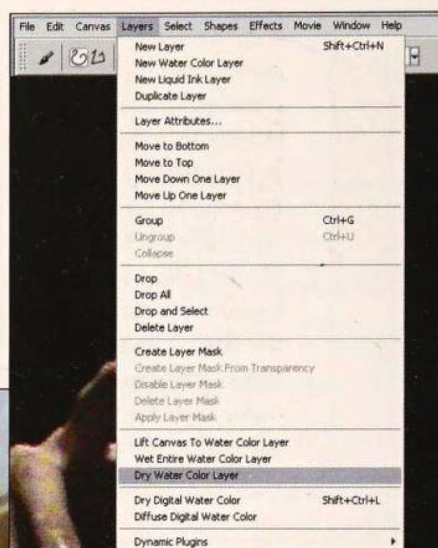 File Edit Canvas Layers Select Shapes Effects Movie Window Help
New Layer Shift+Ctrl+N
New Water Color Layer
New Liquid Ink Layer
Duplicate Layer
Layer Attributes...
Move to Bottom
Move to Top
Move Down One Layer
Move Up One Layer
Group Ctrl+G
Ungroup Ctrl+U
Collapse
Drop
Drop All
Drop and Select
Delete Layer
Create Layer Mask
Create Layer Mask From Transparency
Disable Layer Mask
Delete Layer Mask
Apply Layer Mask
Lift Canvas To Water Color Layer
Wet Entire Water Color Layer
Dry Water Color Layer
Dry Digital Water Color Shift+Ctrl+L
Diffuse Digital Water Color
Dynamic Plugins